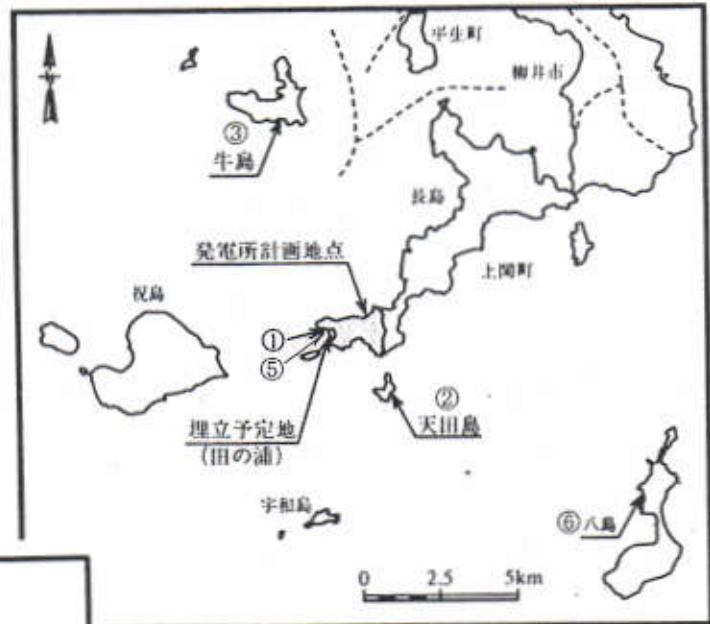 平生町
柳井市
③
牛島
長島
発電所計画地点
上関町
祝島
①
⑤
②
天田島
埋立予定地
(田の浦)
宇和島
⑥八島
0 2.5 5km